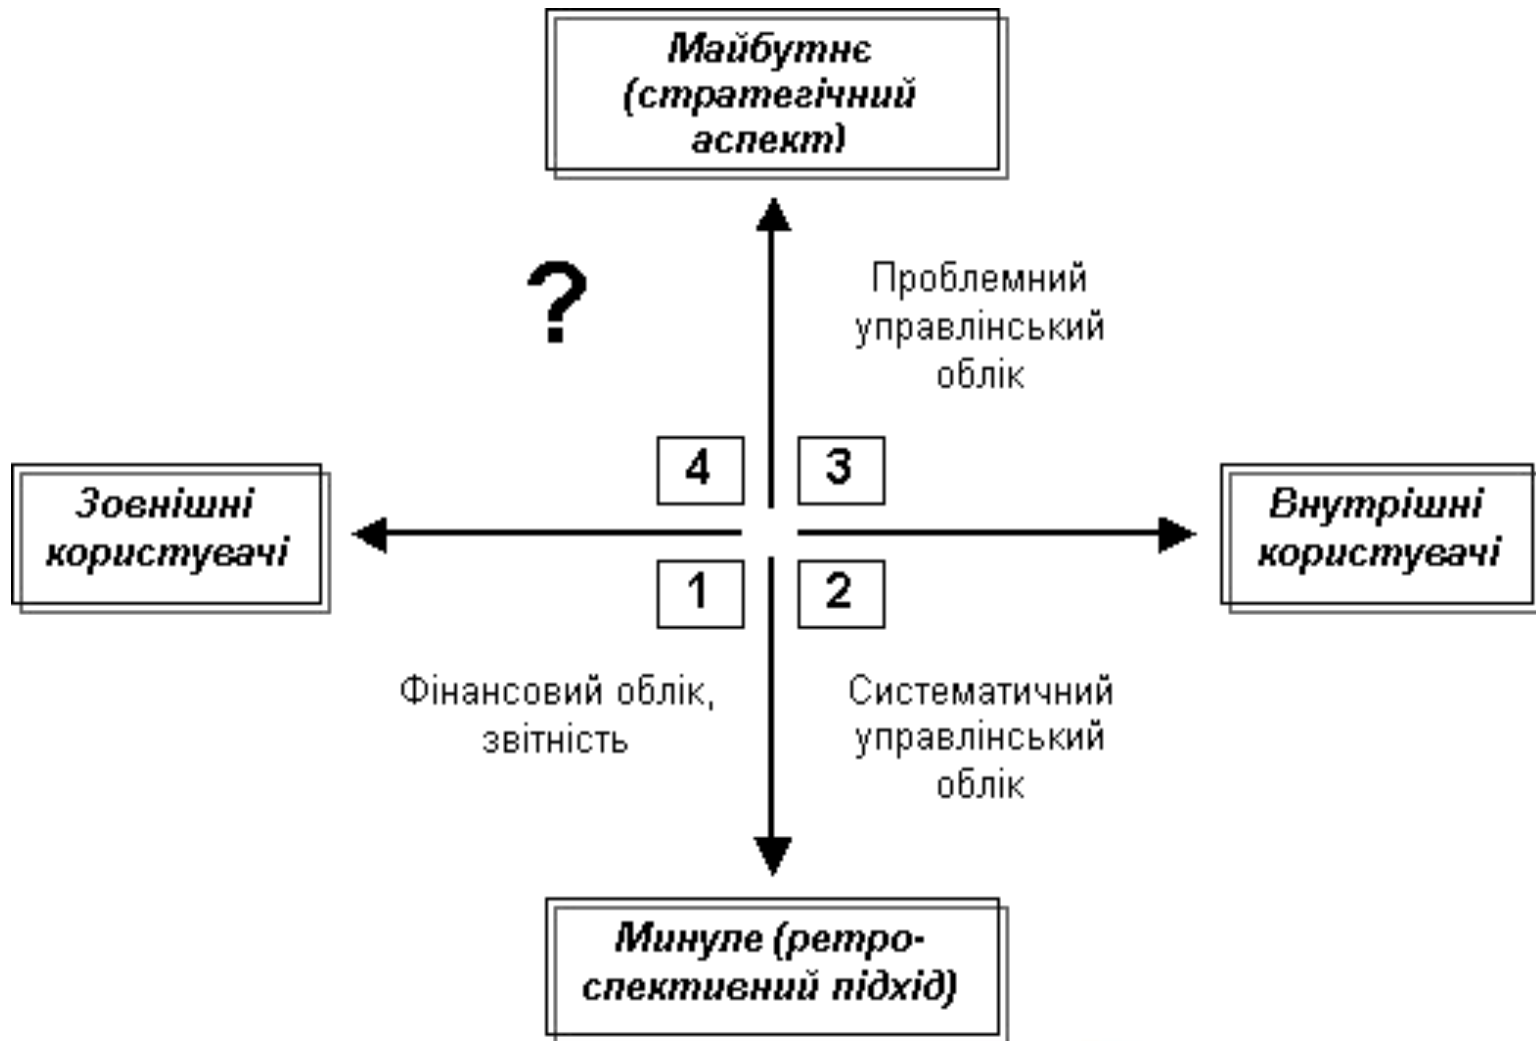 Майбутнє
(стратегічний
аспект)
?
Проблемний
управлінський
облік
4
3
Зовнішні
користувачі
Внутрішні
користувачі
1
2
Фінансовий облік,
звітність
Систематичний
управлінський
облік
Минуле (ретро-
спективний підхід)